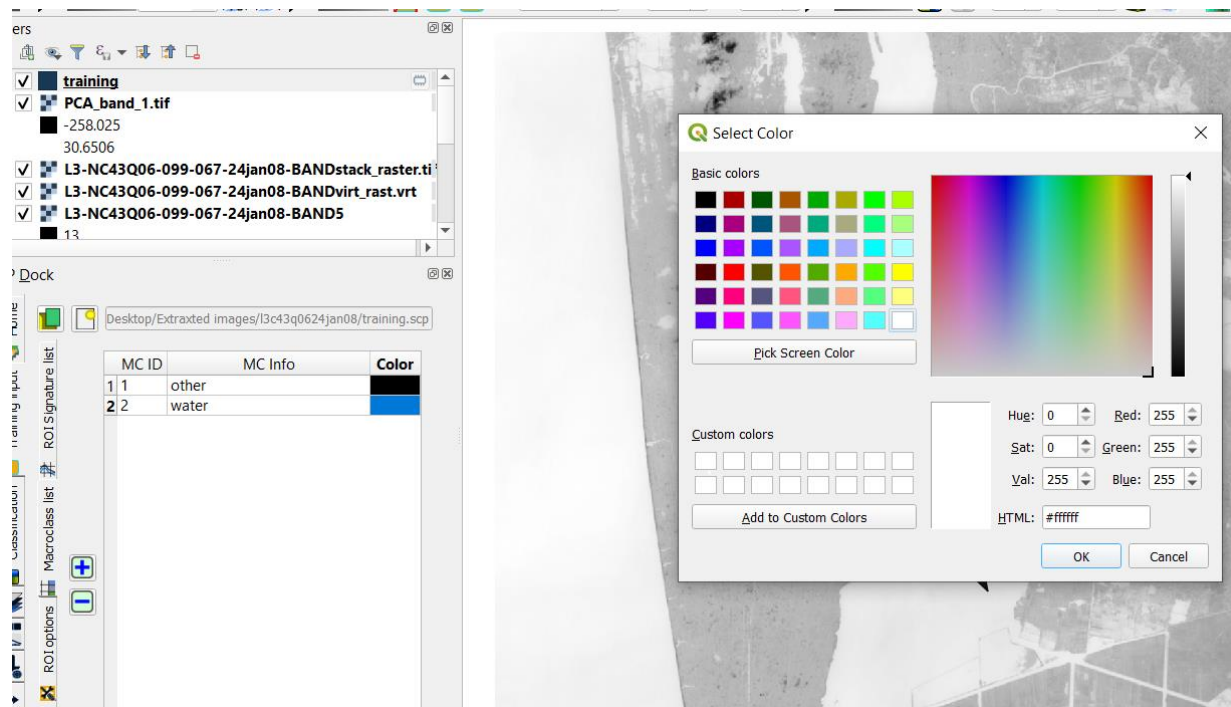 ers
training
PCA_band_1.tif
-258.025
30.6506
L3-NC43Q06-099-067-24jan08-BANDstack_raster.ti
L3-NC43Q06-099-067-24jan08-BANDvirt_rast.vrt
L3-NC43Q06-099-067-24jan08-BAND5
13
Dock
Desktop/Extraxted images/l3c43q0624jan08/training.scp
MC ID MC Info Color
1 1 other
2 2 water
ROI Signature list
Macroclass list
ROI options
Training input
Select Color
Basic colors
Pick Screen Color
Custom colors
Add to Custom Colors
Hue: 0 Red: 255
Sat: 0 Green: 255
Val: 255 Blue: 255
HTML: #ffffff
OK Cancel